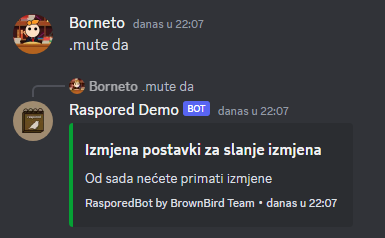 Borneto danas u 22:07
.mute da
Borneto .mute da
Raspored Demo BOT danas u 22:07
Izmjena postavki za slanje izmjena
Od sada nećete primati izmjene
RasporedBot by BrownBird Team • danas u 22:07